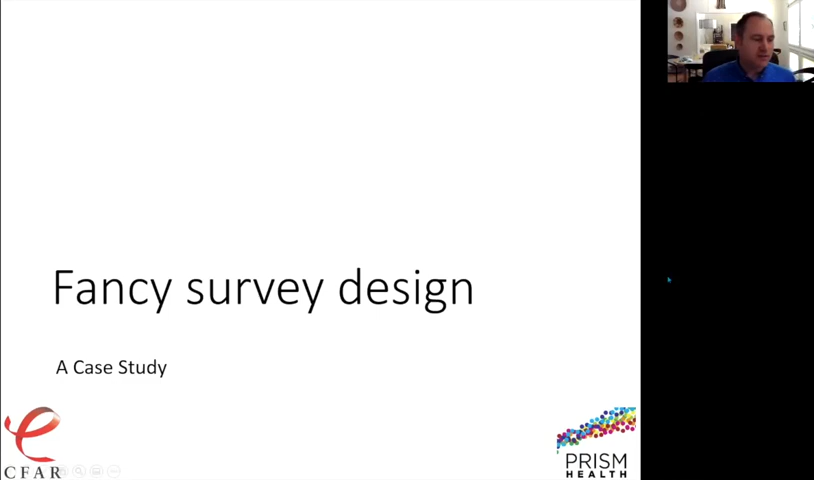 Fancy survey design
A Case Study
CFAR
PRISM
HEALTH